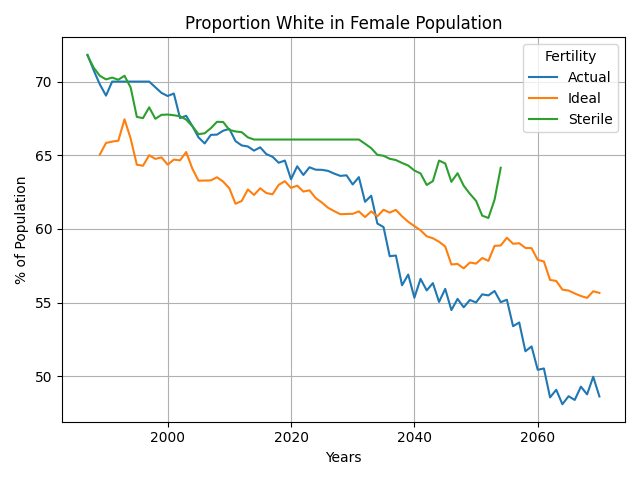 Proportion White in Female Population
Fertility
Actual
Ideal
Sterile
% of Population
70
65
60
55
50
2000
2020
2040
2060
Years